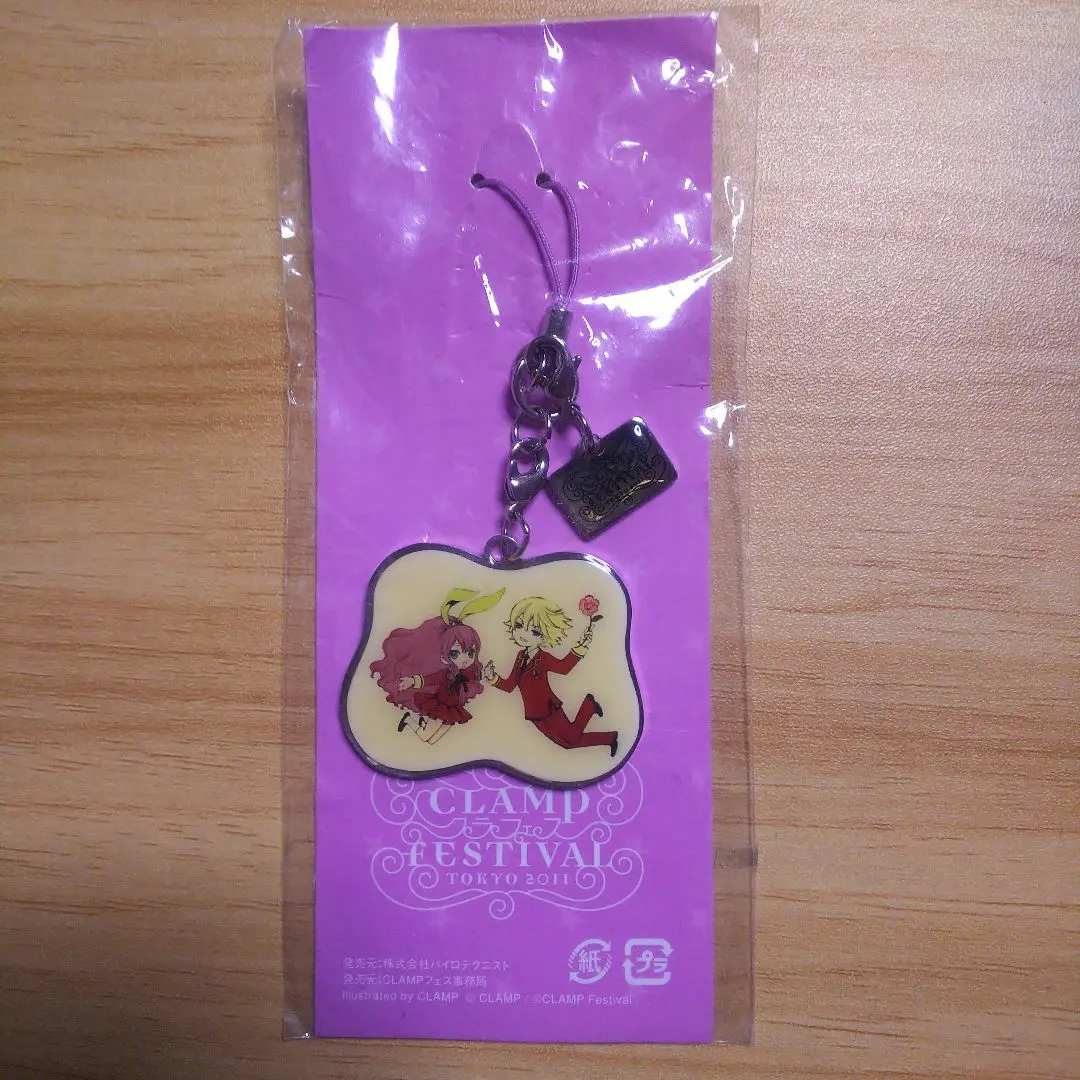 FESTIVAL
CLAMP
クラフェス
FESTIVAL
TOKYO 2011
紙
プラ
発売元:株式会社パイロテクニスト
発売元:CLAMPフェス事務局
Illustrated by CLAMP © CLAMP / ©CLAMP Festival